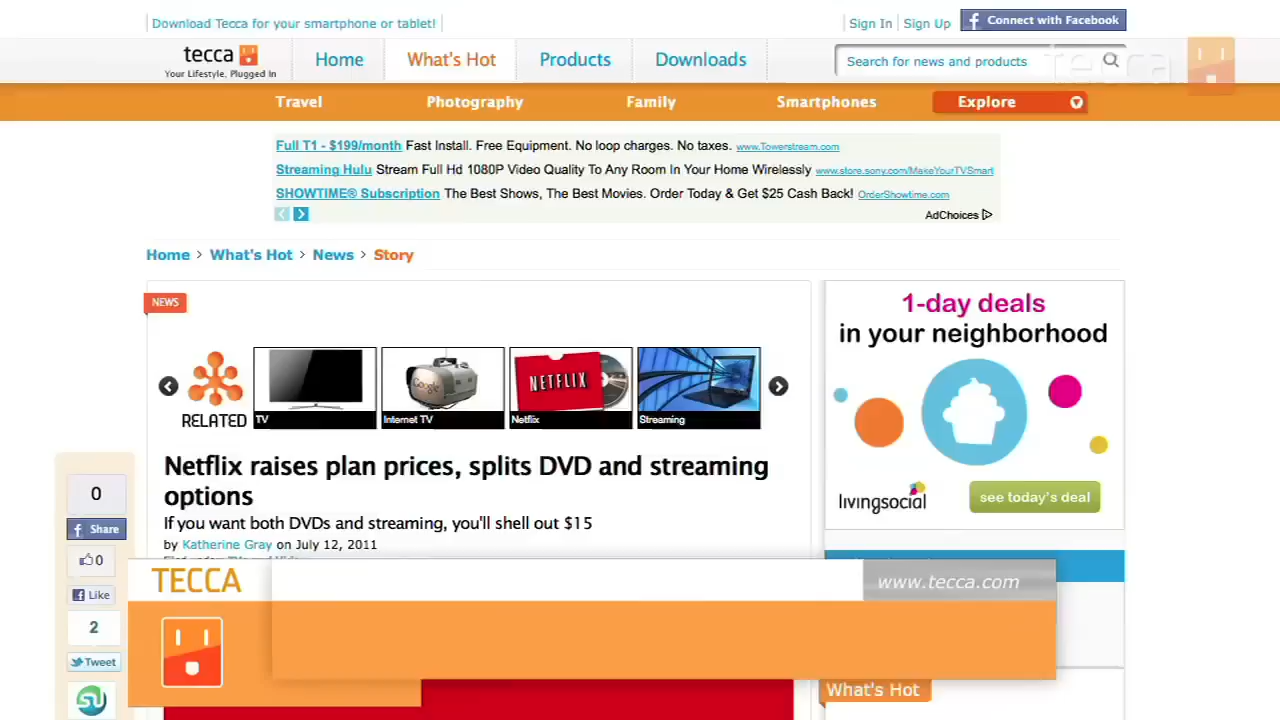 Download Tecca for your smartphone or tablet!
Sign In
Sign Up
Connect with Facebook
tecca
Your Lifestyle, Plugged In
Home
What's Hot
Products
Downloads
Search for news and products
tecca
Travel
Photography
Family
Smartphones
Explore
Full T1 - $199/month Fast Install. Free Equipment. No loop charges. No taxes. www.Towerstream.com
Streaming Hulu Stream Full Hd 1080P Video Quality To Any Room In Your Home Wirelessly www.store.sony.com/MakeYourTVSmart
SHOWTIME® Subscription The Best Shows, The Best Movies. Order Today & Get $25 Cash Back! OrderShowtime.com
AdChoices
Home > What's Hot > News > Story
NEWS
RELATED
TV
Google
Internet TV
NETFLIX
Netflix
Streaming
Netflix raises plan prices, splits DVD and streaming
options
If you want both DVDs and streaming, you'll shell out $15
by Katherine Gray on July 12, 2011
0
Share
0
Like
2
Tweet
1-day deals
in your neighborhood
livingsocial
see today's deal
TECCA
www.tecca.com
What's Hot